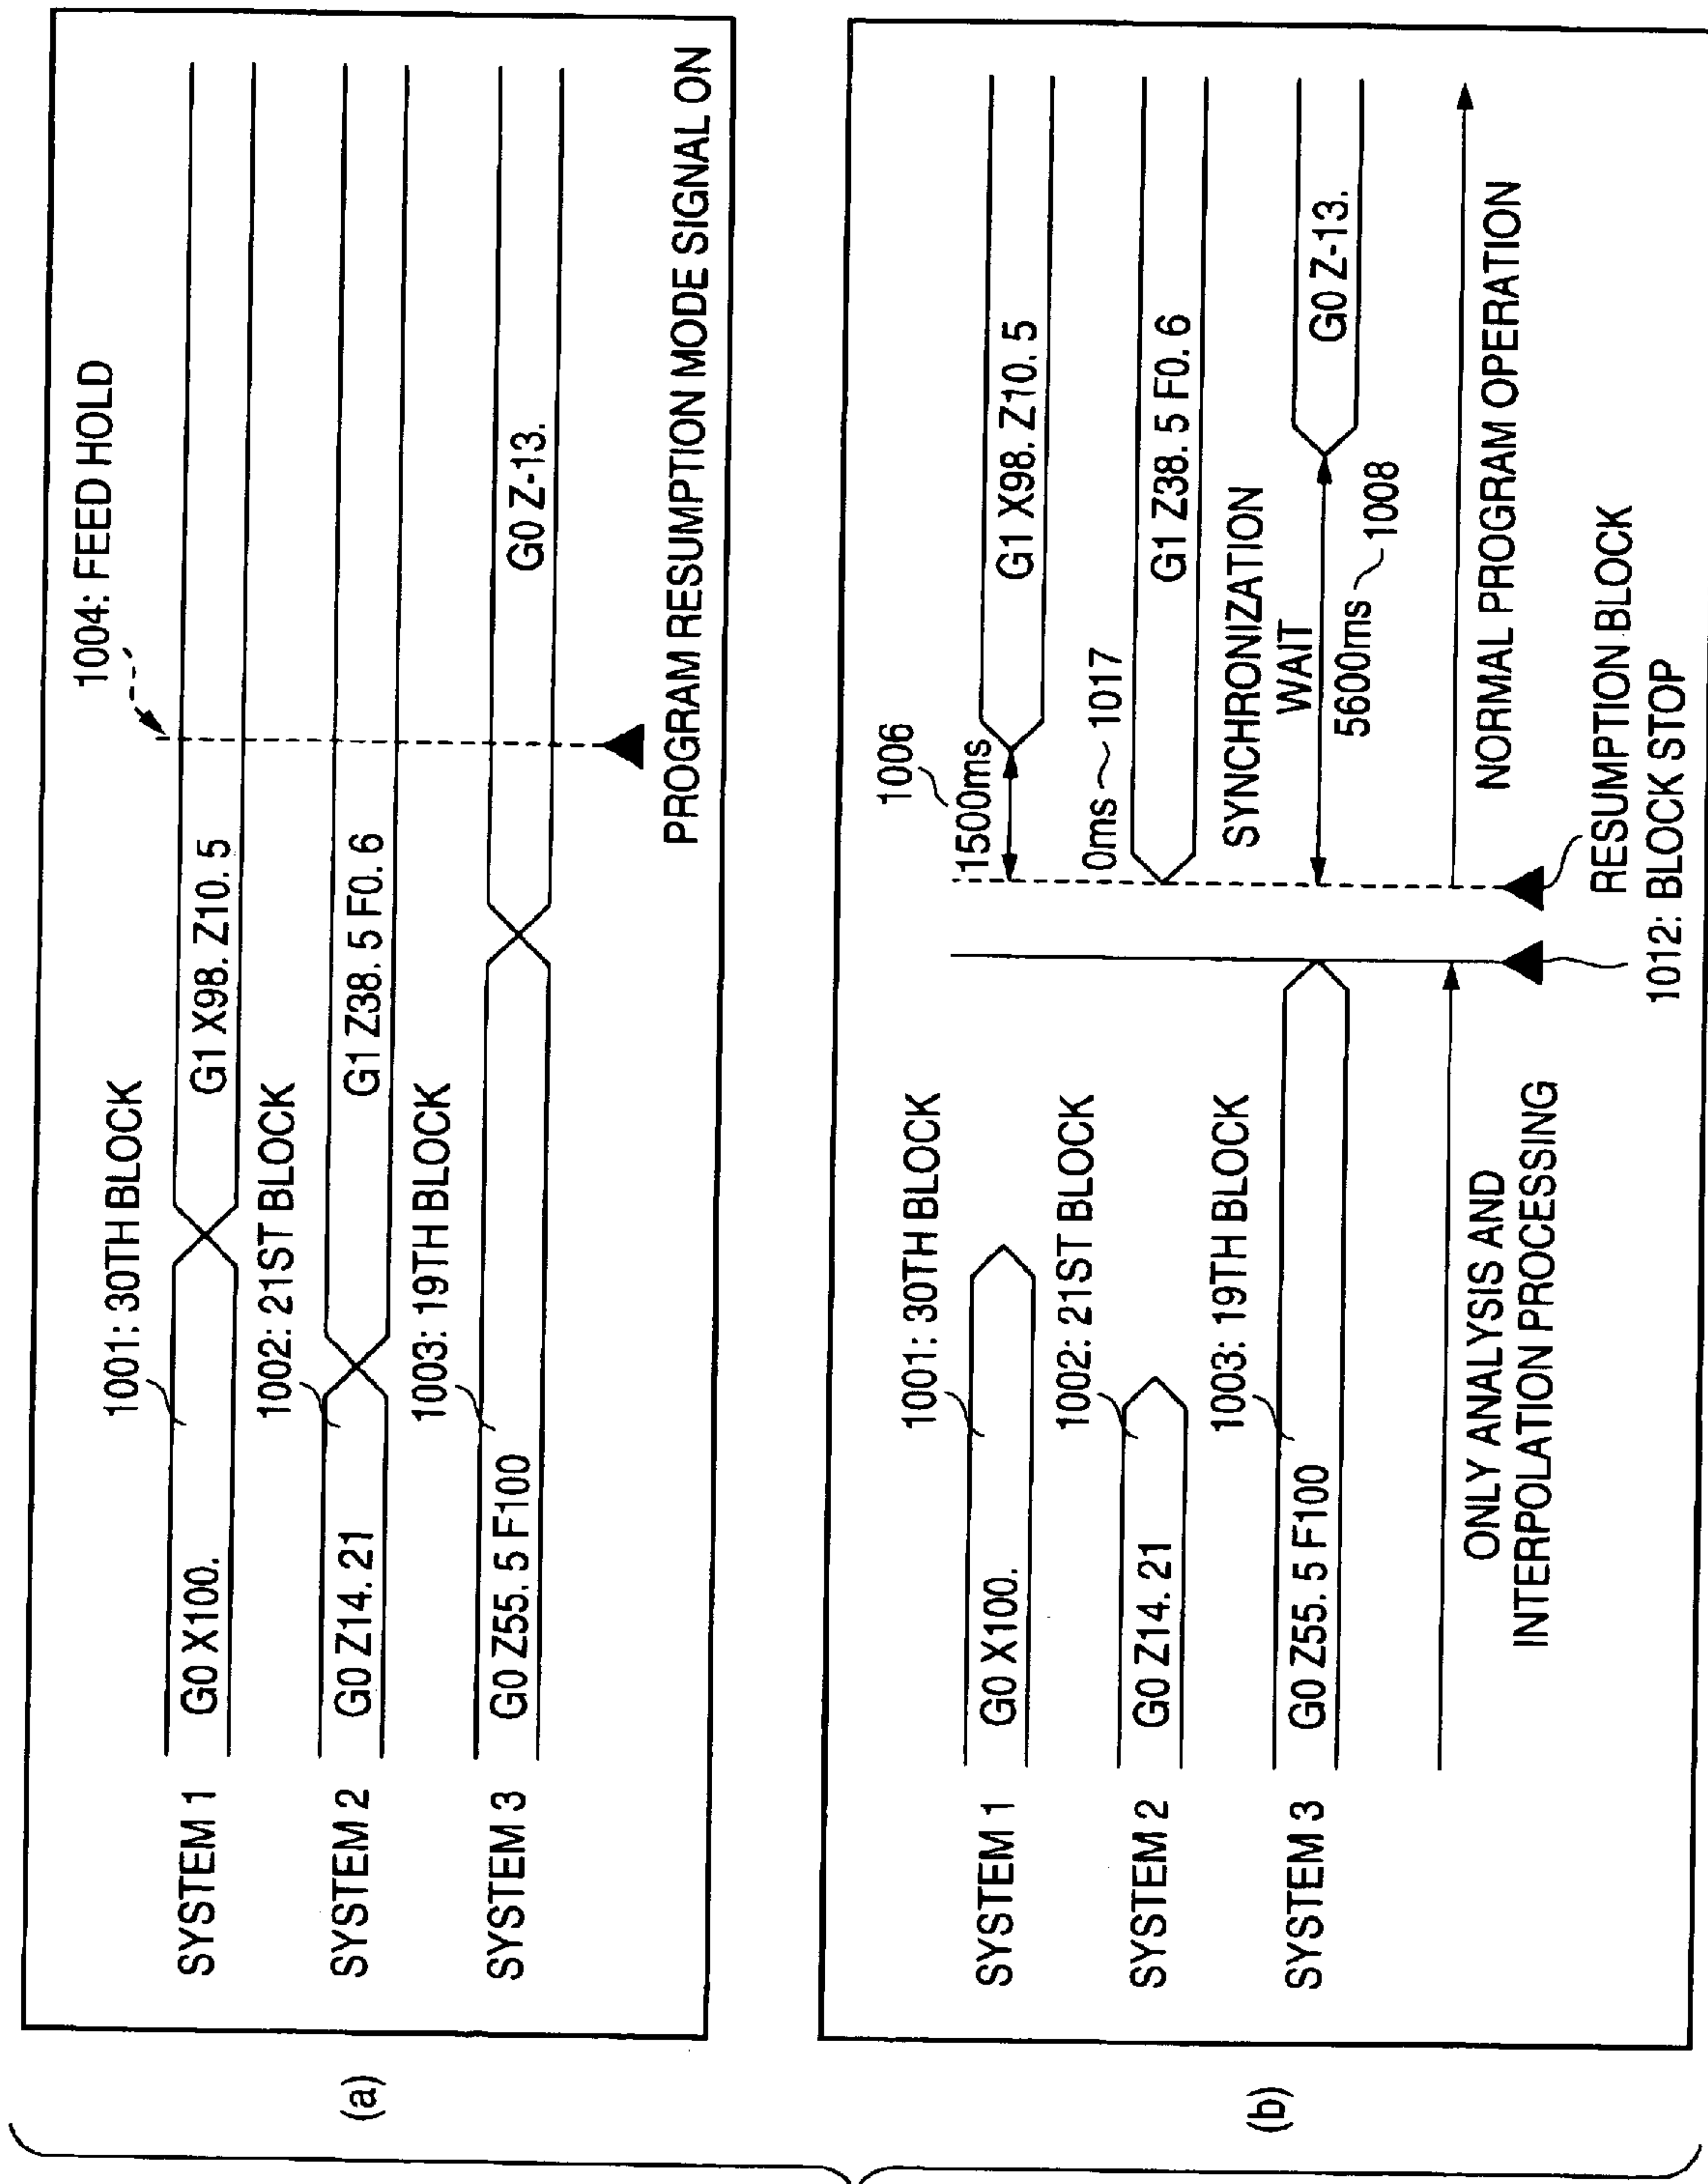 (a)
1004: FEED HOLD
1001: 30TH BLOCK
SYSTEM 1
G0 X100.
G1 X98. Z10. 5
1002: 21ST BLOCK
SYSTEM 2
G0 Z14. 21
G1 Z38. 5 F0. 6
1003: 19TH BLOCK
SYSTEM 3
G0 Z55. 5 F100
G0 Z-13.
PROGRAM RESUMPTION MODE SIGNAL ON
(b)
1006
1001: 30TH BLOCK
1500ms
SYSTEM 1
G0 X100.
G1 X98. Z10. 5
1002: 21ST BLOCK
0ms ~ 1017
SYSTEM 2
G0 Z14. 21
G1 Z38. 5 F0. 6
1003: 19TH BLOCK
SYNCHRONIZATION
WAIT
SYSTEM 3
G0 Z55. 5 F100
G0 Z-13.
5600ms ~ 1008
ONLY ANALYSIS AND
INTERPOLATION PROCESSING
NORMAL PROGRAM OPERATION
RESUMPTION BLOCK
1012: BLOCK STOP